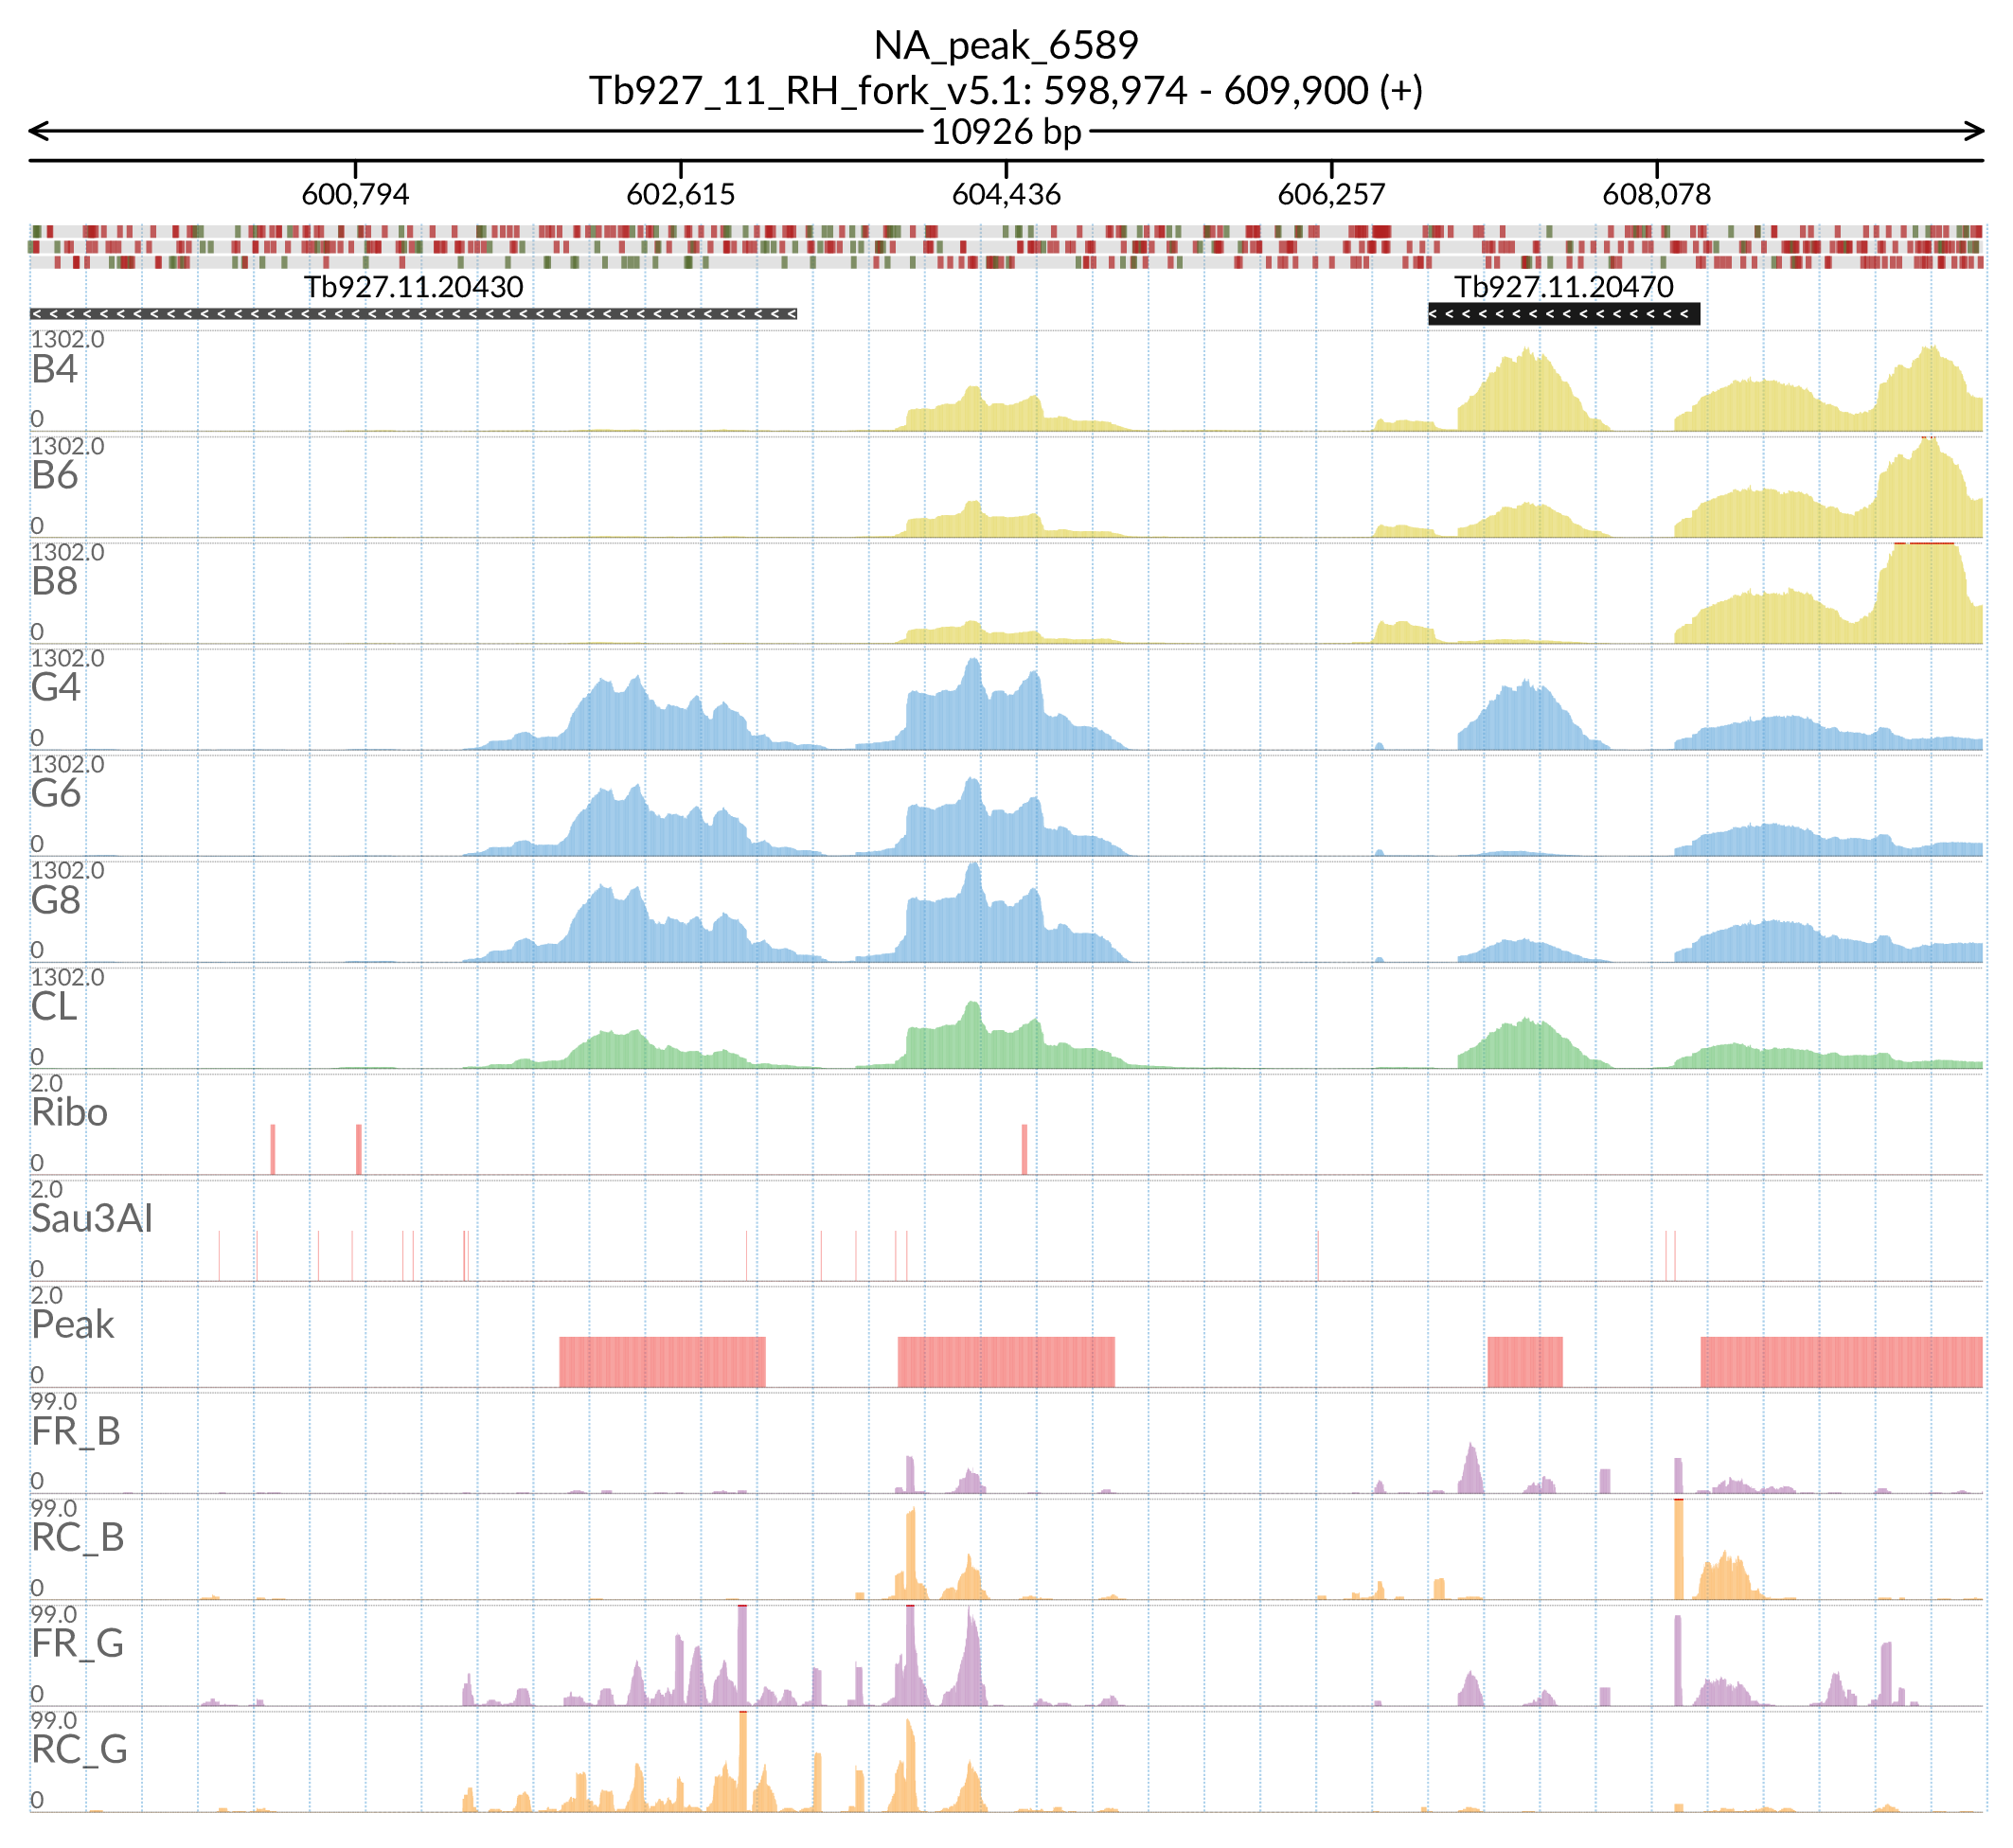 NA_peak_6589
Tb927_11_RH_fork_v5.1: 598,974 - 609,900 (+)
10926 bp
600,794 602,615 604,436 606,257 608,078
Tb927.11.20430 Tb927.11.20470
1302.0
B4
0
1302.0
B6
0
1302.0
B8
0
1302.0
G4
0
1302.0
G6
0
1302.0
G8
0
1302.0
CL
0
2.0
Ribo
0
2.0
Sau3AI
0
2.0
Peak
0
99.0
FR_B
0
99.0
RC_B
0
99.0
FR_G
0
99.0
RC_G
0